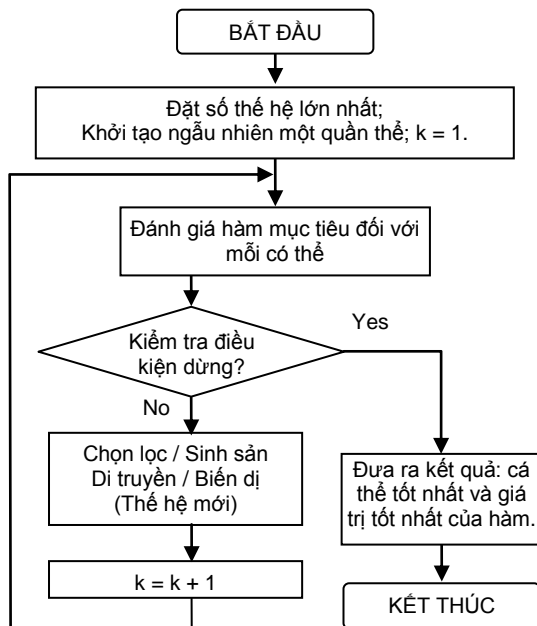 BẮT ĐẦU
Đặt số thế hệ lớn nhất;
Khởi tạo ngẫu nhiên một quần thể; k = 1.
Đánh giá hàm mục tiêu đối với
mỗi có thể
Kiểm tra điều
kiện dừng?
Yes
No
Chọn lọc / Sinh sản
Di truyền / Biến dị
(Thế hệ mới)
k = k + 1
Đưa ra kết quả: cá
thể tốt nhất và giá
trị tốt nhất của hàm.
KẾT THÚC